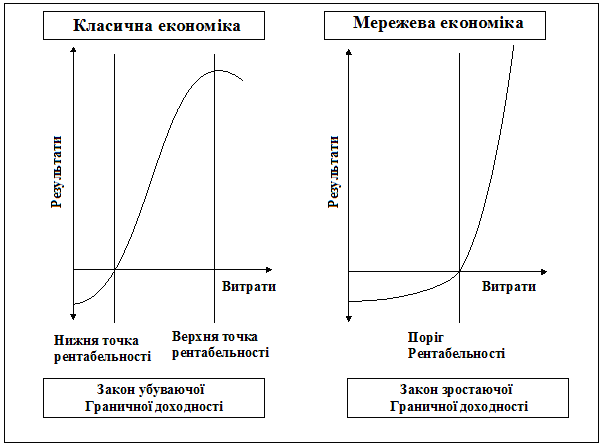 Класична економіка
Результати
Витрати
Нижня точка
рентабельності
Верхня точка
рентабельності
Закон убуваючої
Граничної доходності
Мережева економіка
Результати
Витрати
Поріг
Рентабельності
Закон зростаючої
Граничної доходності